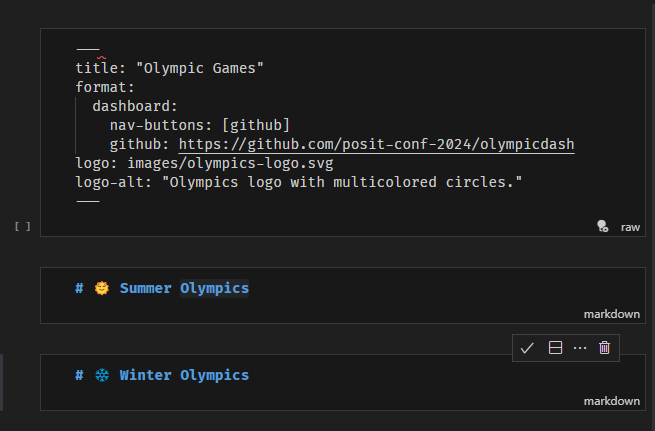 ---
title: "Olympic Games"
format:
  dashboard:
    nav-buttons: [github]
    github: https://github.com/posit-conf-2024/olympicdash
logo: images/olympics-logo.svg
logo-alt: "Olympics logo with multicolored circles."
---
[ ]
raw
# 🌞 Summer Olympics
markdown
# ❄️ Winter Olympics
markdown